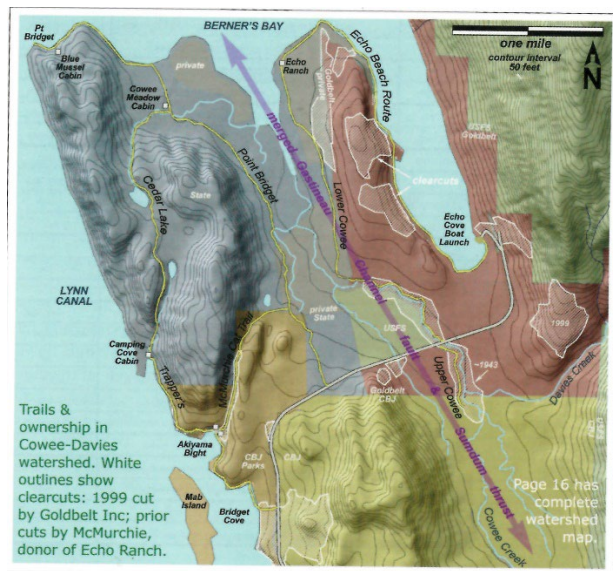 BERNER'S BAY
Pt
Bridget
Blue
Mussel
Cabin
private
Cowee
Meadow
Cabin
Echo
Ranch
Goldbelt
private
Echo Beach Route
one mile
contour interval
50 feet
N
USFS
Goldbelt
merged Gastineau Channel fault & Sumdum thrust
Point Bridget
State
Cedar Lake
Lower Cowee
clearcuts
Echo
Cove
Boat
Launch
LYNN
CANAL
private
State
USFS
1999
~1943
Camping
Cove
Cabin
Trapper's
Goldbelt
CBJ
Upper Cowee
Davies Creek
Akiyama
Bight
CBJ
Parks
CBJ
Mab
Island
Bridget
Cove
Cowee Creek
Trails &
ownership in
Cowee-Davies
watershed. White
outlines show
clearcuts: 1999 cut
by Goldbelt Inc; prior
cuts by McMurchie,
donor of Echo Ranch.
Page 16 has
complete
watershed
map.